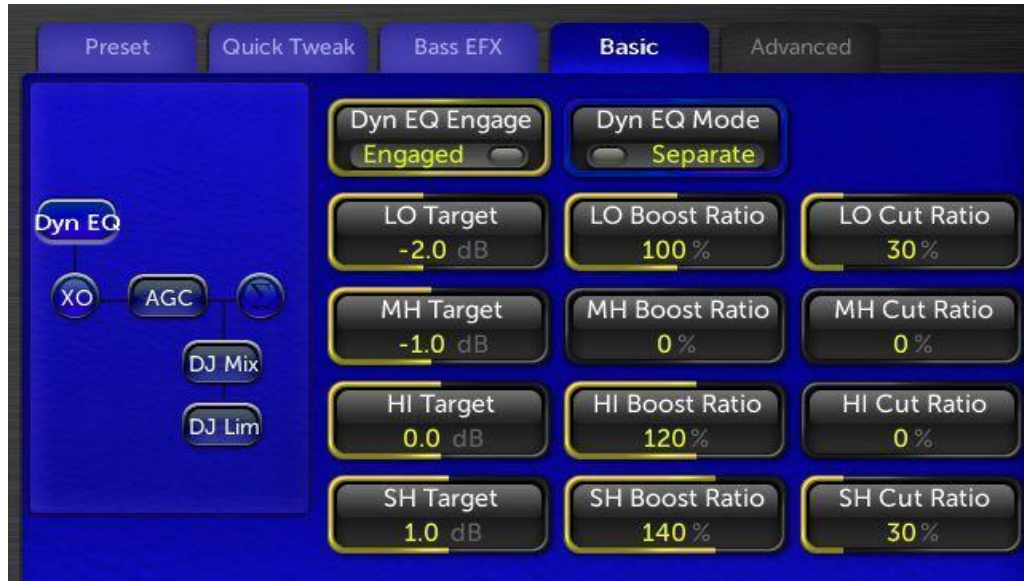 Preset
Quick Tweak
Bass EFX
Basic
Advanced
Dyn EQ
XO
AGC
Σ
DJ Mix
DJ Lim
Dyn EQ Engage
Engaged
Dyn EQ Mode
Separate
LO Target
-2.0 dB
LO Boost Ratio
100 %
LO Cut Ratio
30 %
MH Target
-1.0 dB
MH Boost Ratio
0 %
MH Cut Ratio
0 %
HI Target
0.0 dB
HI Boost Ratio
120 %
HI Cut Ratio
0 %
SH Target
1.0 dB
SH Boost Ratio
140 %
SH Cut Ratio
30 %